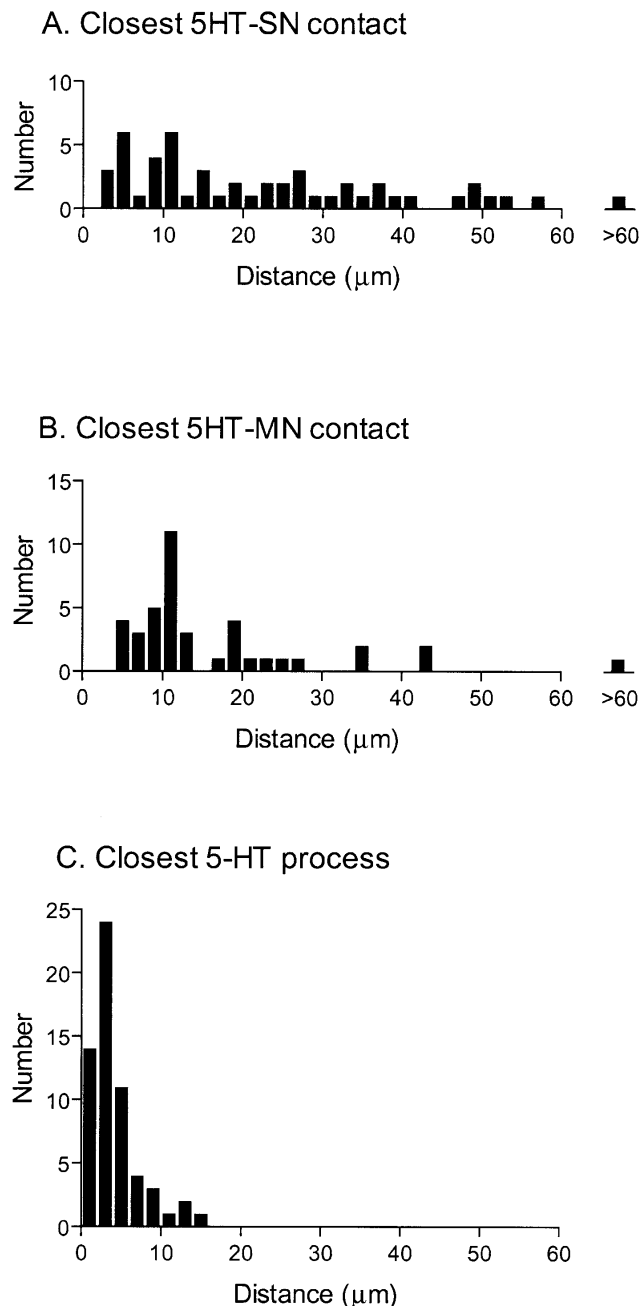 A. Closest 5HT-SN contact
10
5
0
Number
0 10 20 30 40 50 60 >60
Distance (μm)
B. Closest 5HT-MN contact
15
10
5
0
Number
0 10 20 30 40 50 60 >60
Distance (μm)
C. Closest 5-HT process
25
20
15
10
5
0
Number
0 10 20 30 40 50 60
Distance (μm)